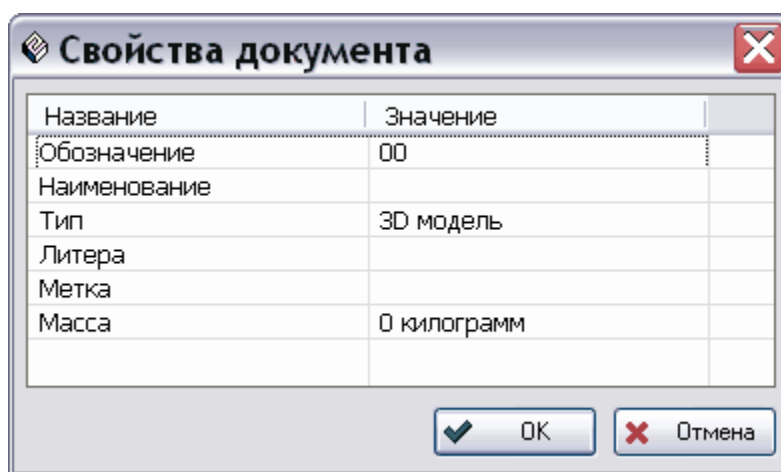 Свойства документа
Название Значение
Обозначение 00
Наименование
Тип 3D модель
Литера
Метка
Масса 0 килограмм
OK Отмена